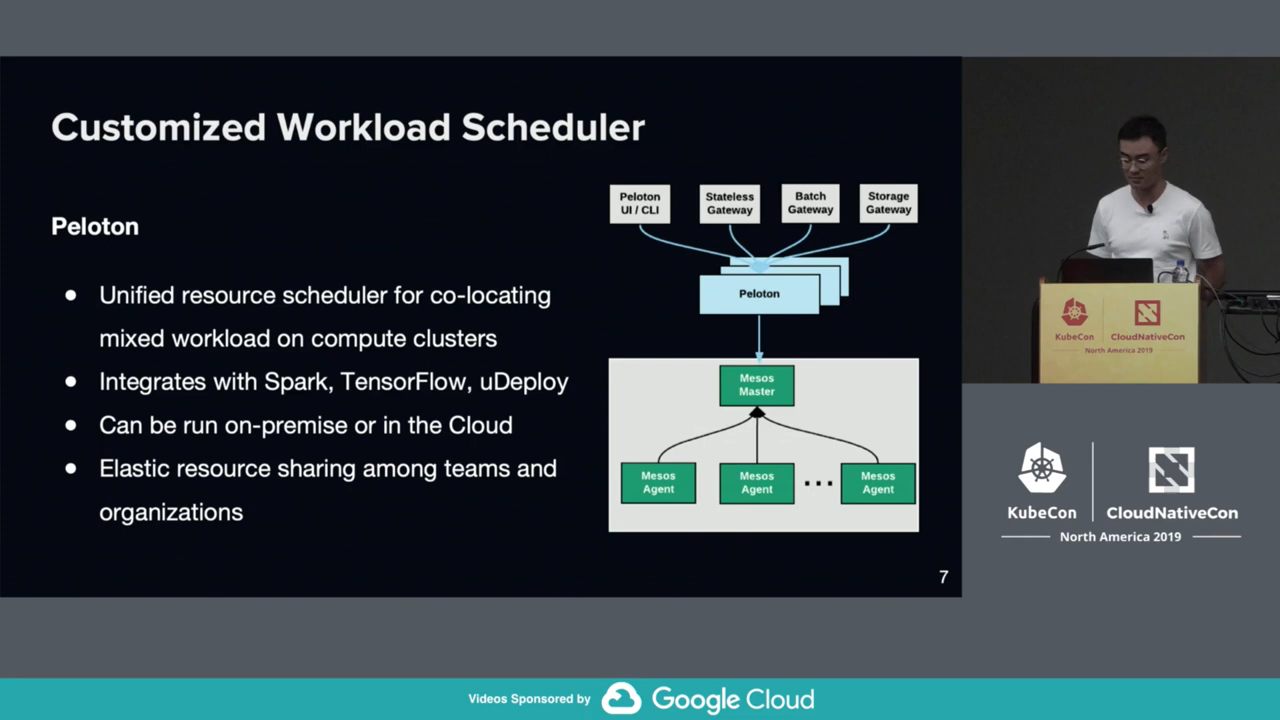 Customized Workload Scheduler
Peloton
● Unified resource scheduler for co-locating
mixed workload on compute clusters
● Integrates with Spark, TensorFlow, uDeploy
● Can be run on-premise or in the Cloud
● Elastic resource sharing among teams and
organizations
Peloton
UI / CLI
Stateless
Gateway
Batch
Gateway
Storage
Gateway
Peloton
Mesos
Master
Mesos
Agent
Mesos
Agent
...
Mesos
Agent
7
KubeCon
CloudNativeCon
North America 2019
KubeCon
CloudNativeCon
North America 2019
Videos Sponsored by
Google Cloud